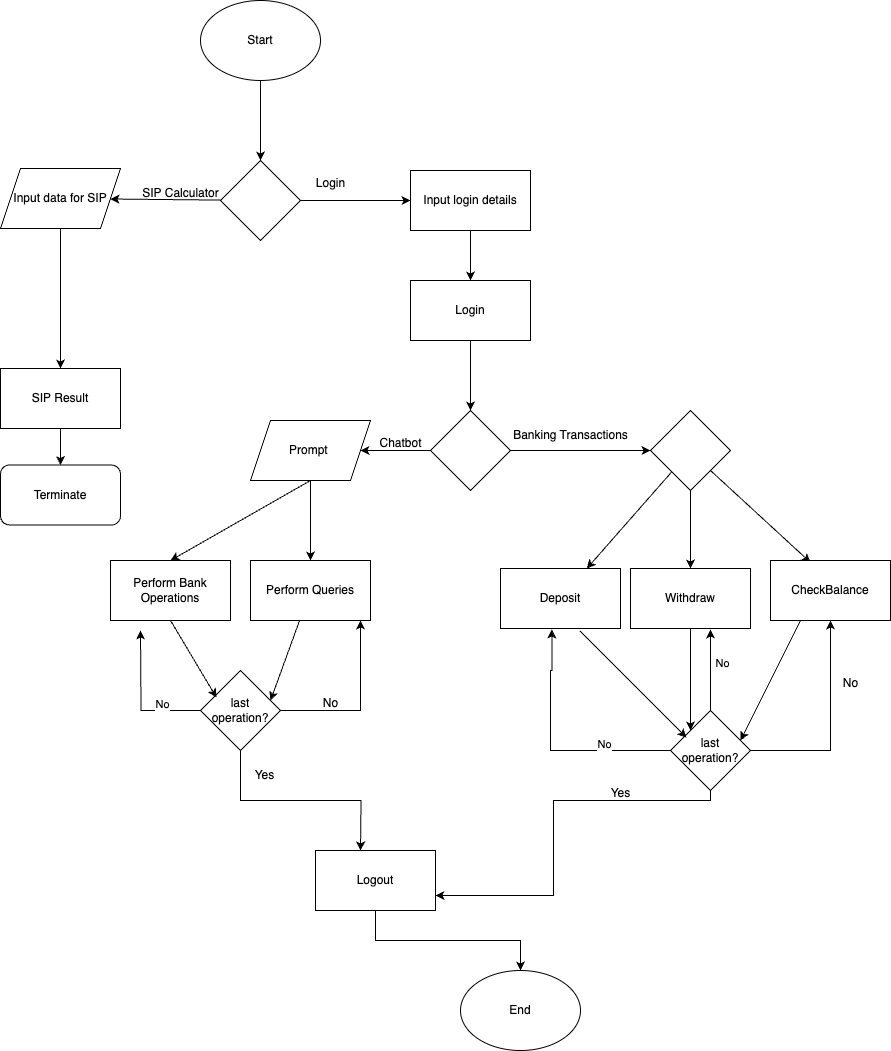 Start
SIP Calculator
Login
Input data for SIP
Input login details
Login
SIP Result
Chatbot
Banking Transactions
Prompt
Terminate
Perform Bank
Operations
Perform Queries
Deposit
Withdraw
CheckBalance
No
last
operation?
No
No
No
No
last
operation?
Yes
Yes
Logout
End